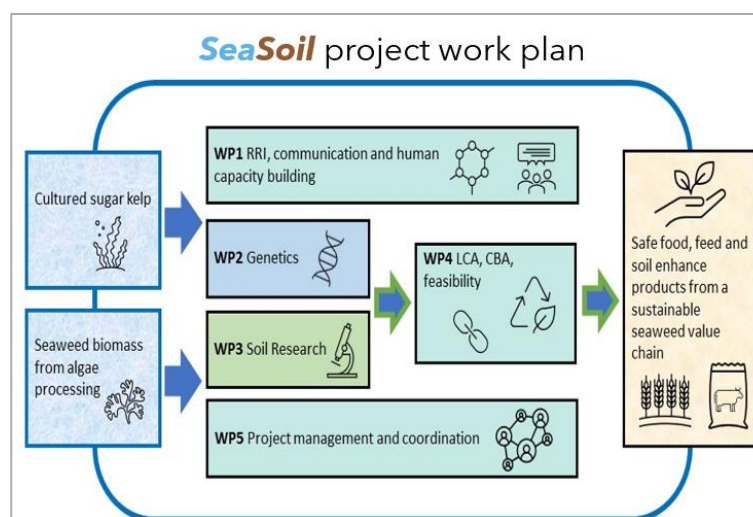 SeaSoil project work plan
Cultured sugar kelp
Seaweed biomass
from algae
processing
WP1 RRI, communication and human
capacity building
WP2 Genetics
WP3 Soil Research
WP4 LCA, CBA,
feasibility
WP5 Project management and coordination
Safe food, feed and
soil enhance
products from a
sustainable
seaweed value
chain